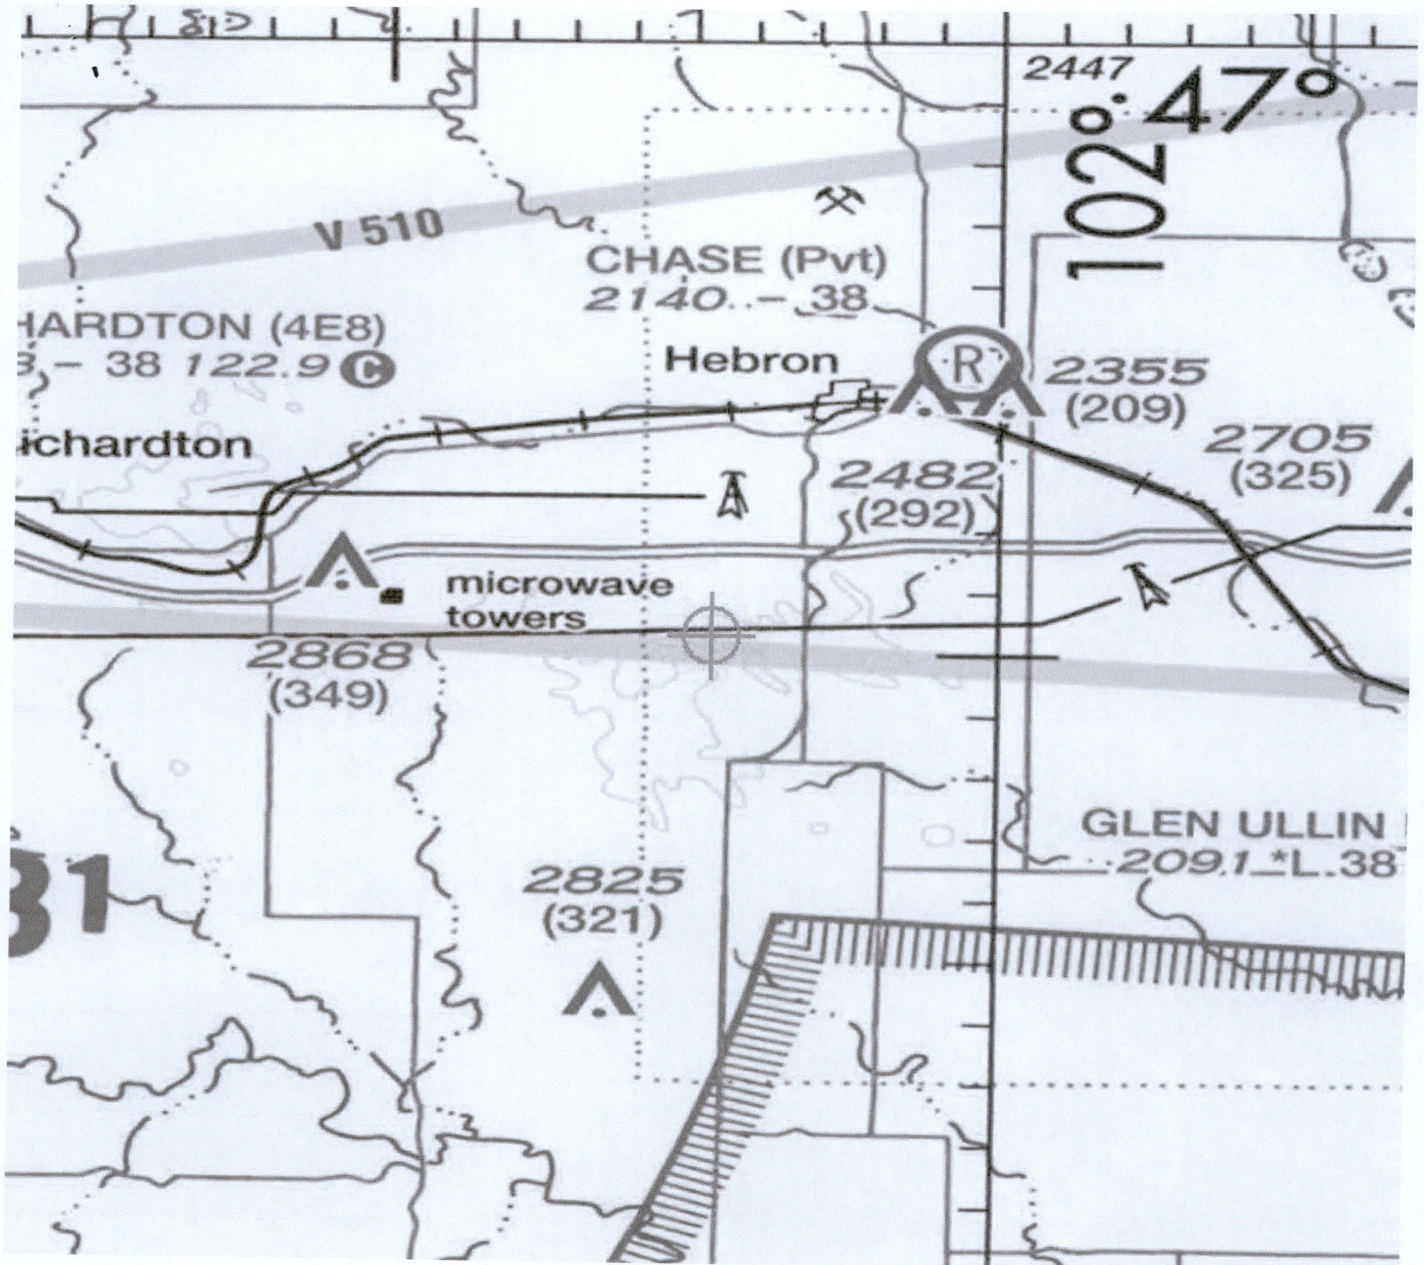 2447
47°
102°
V 510
CHASE (Pvt)
2140 - 38
HARDTON (4E8)
- 38 122.9 C
Hebron
R
2355
(209)
ichardton
2705
(325)
2482
(292)
microwave
towers
2868
(349)
GLEN ULLIN
2091 *L 38
31
2825
(321)